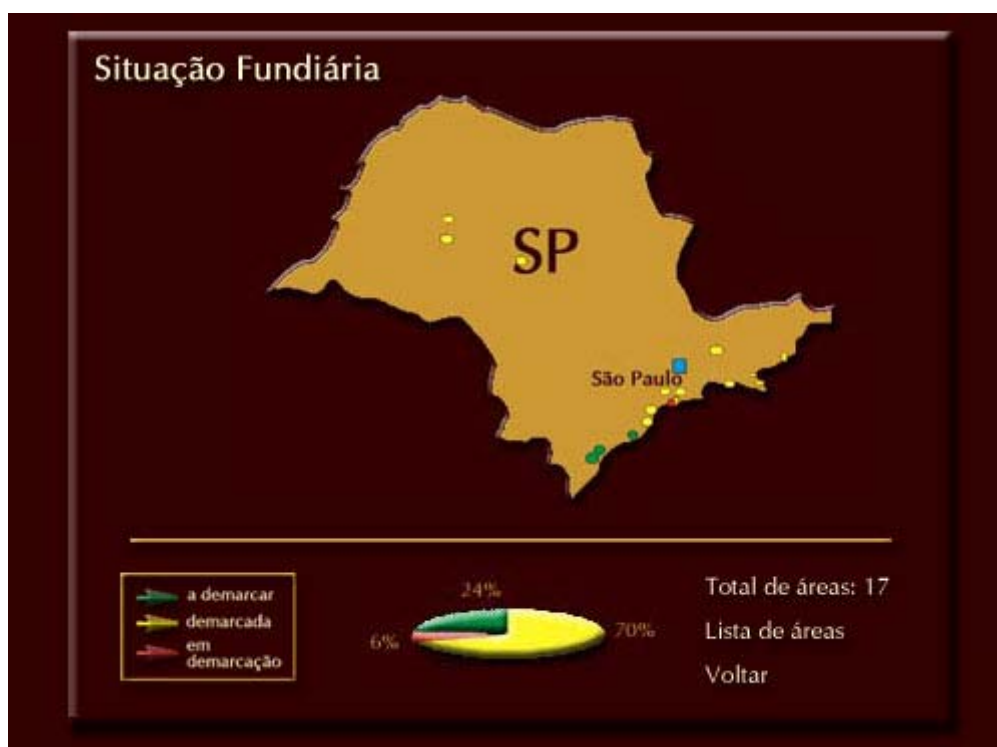 Situação Fundiária
SP
São Paulo
a demarcar
demarcada
em
demarcação
24%
6%
70%
Total de áreas: 17
Lista de áreas
Voltar